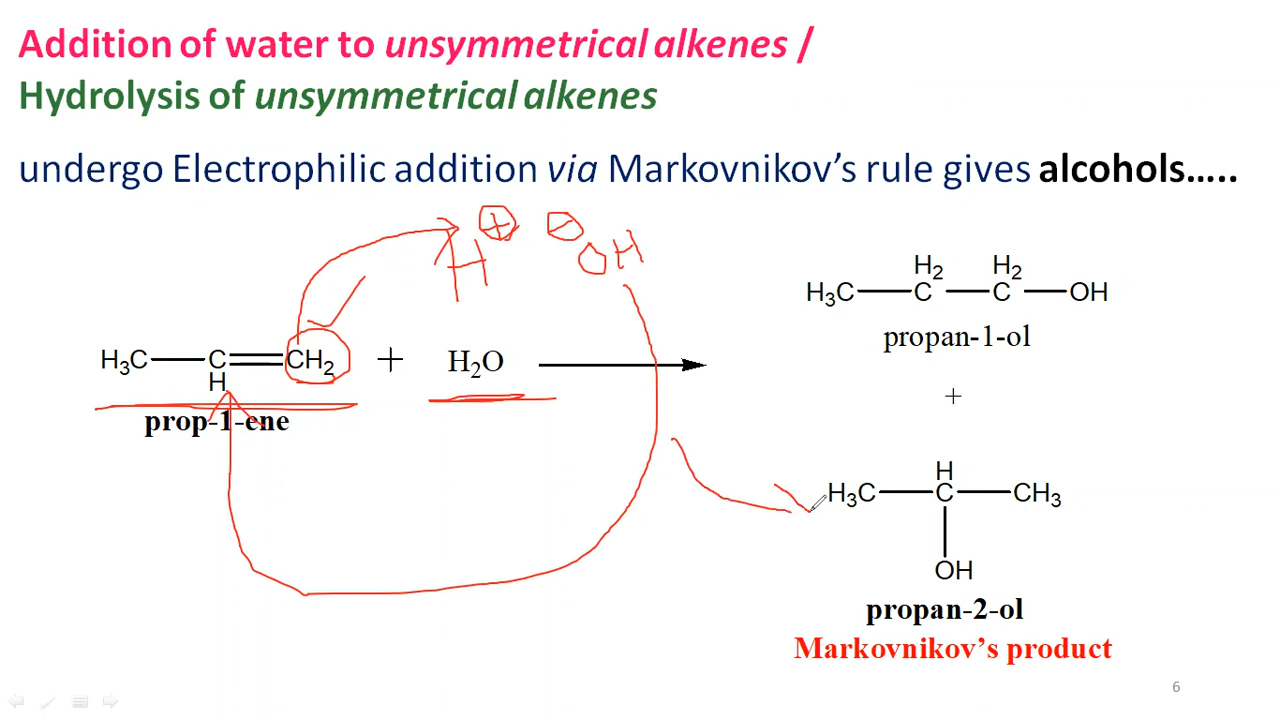 Addition of water to unsymmetrical alkenes /
Hydrolysis of unsymmetrical alkenes
undergo Electrophilic addition via Markovnikov’s rule gives alcohols.....
H ⊕ ⊖ OH
H₃C C CH₂ + H₂O
H
prop-1-ene
H₂ H₂
H₃C C C OH
propan-1-ol
+
H
H₃C C CH₃
OH
propan-2-ol
Markovnikov’s product
6